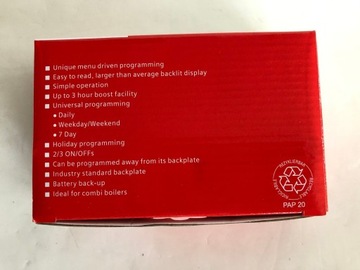 ■ Unique menu driven programming
■ Easy to read, larger than average backlit display
■ Simple operation
■ Up to 3 hour boost facility
■ Universal programming
• Daily
• Weekday/Weekend
• 7 Day
■ Holiday programming
■ 2/3 ON/OFFs
■ Can be programmed away from its backplate
■ Industry standard backplate
■ Battery back-up
■ Ideal for combi boilers
PAP 20